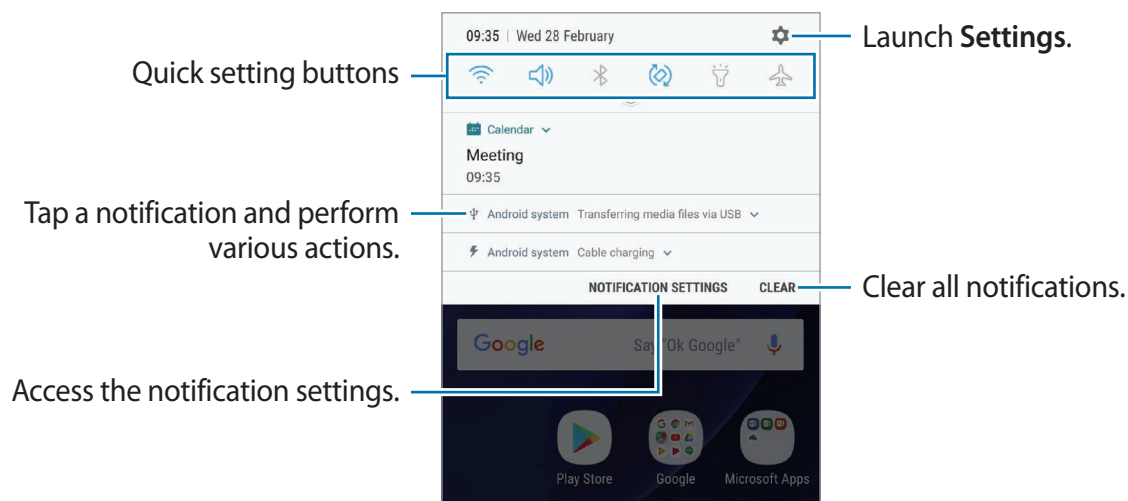 09:35 | Wed 28 February
Launch Settings.
Quick setting buttons
Calendar
Meeting
09:35
Tap a notification and perform
various actions.
Android system Transferring media files via USB
Android system Cable charging
NOTIFICATION SETTINGS CLEAR
Clear all notifications.
Google Say "Ok Google"
Access the notification settings.
Play Store Google Microsoft Apps